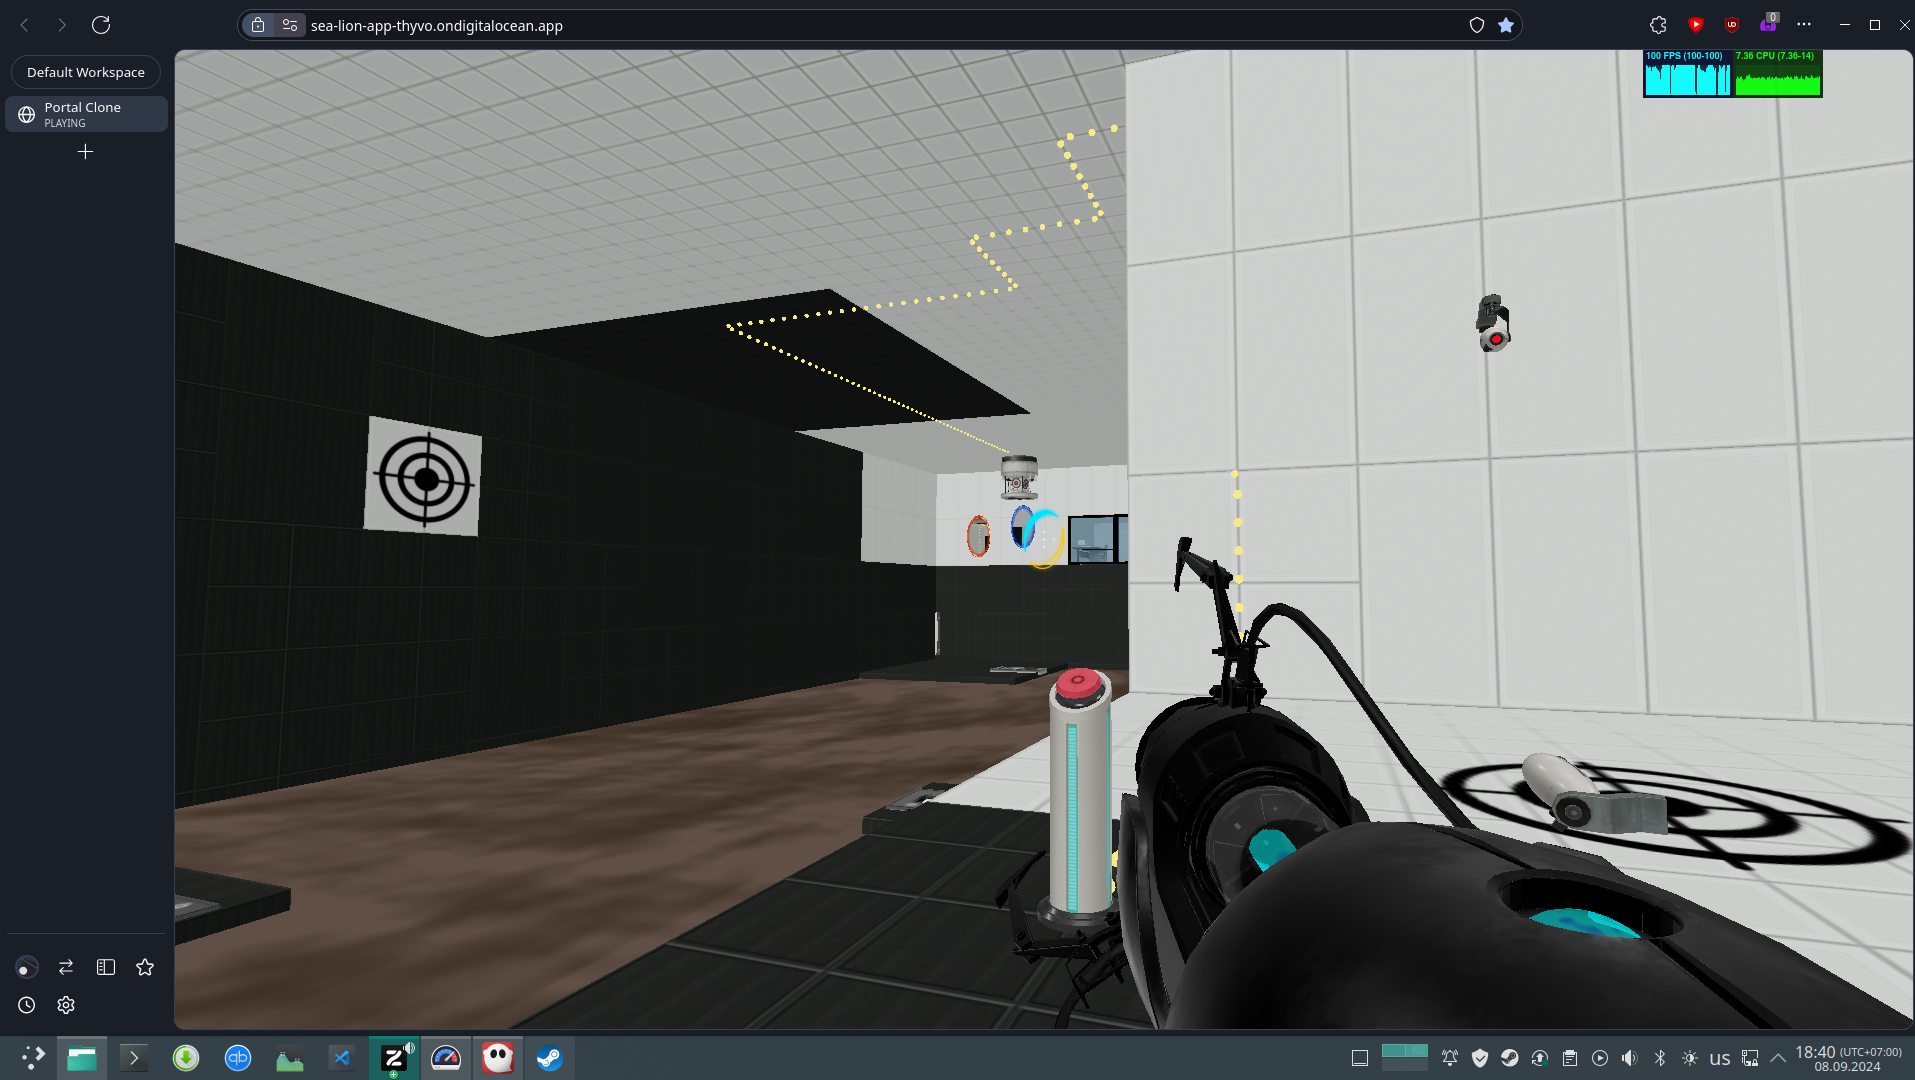 sea-lion-app-thyvo.ondigitalocean.app
0
Default Workspace
Portal Clone
PLAYING
100 FPS (100-100)
7.36 CPU (7.36-14)
us
18:40 (UTC+07:00)
08.09.2024